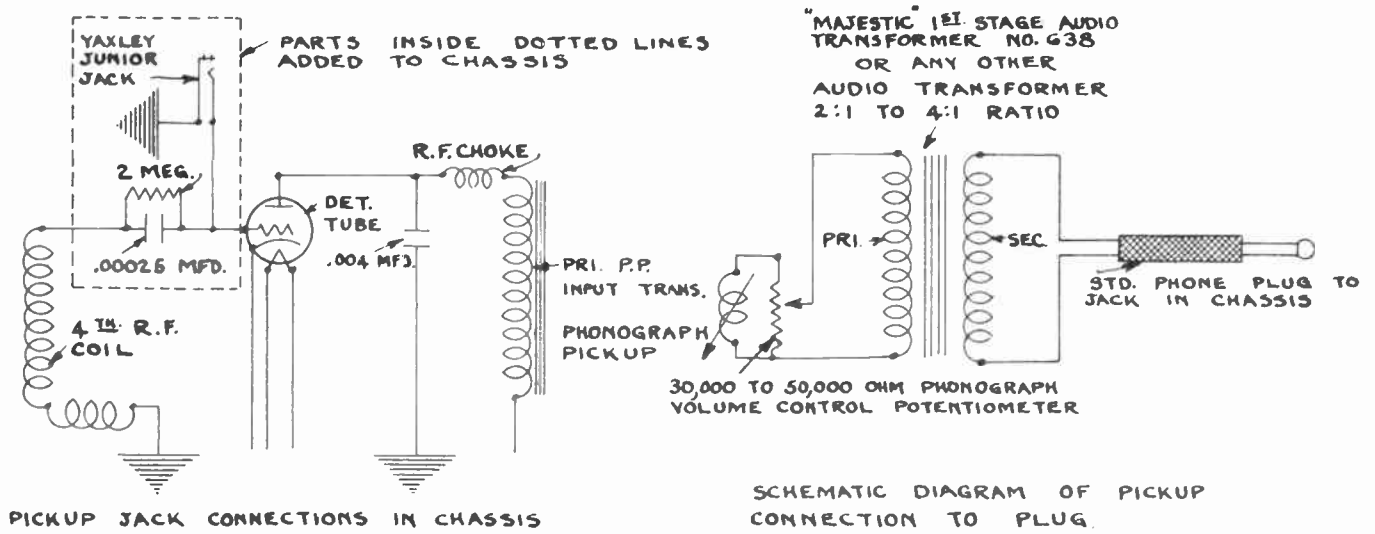 YAXLEY
JUNIOR
JACK
PARTS INSIDE DOTTED LINES
ADDED TO CHASSIS
2 MEG.
.00025 MFD.
4TH R.F.
COIL
DET.
TUBE
R.F. CHOKE
.004 MFD.
PRI. P.P.
INPUT TRANS.
PICKUP JACK CONNECTIONS IN CHASSIS
"MAJESTIC" 1ST STAGE AUDIO
TRANSFORMER NO. G38
OR ANY OTHER
AUDIO TRANSFORMER
2:1 TO 4:1 RATIO
PRI.
SEC.
PHONOGRAPH
PICKUP
30,000 TO 50,000 OHM PHONOGRAPH
VOLUME CONTROL POTENTIOMETER
STD. PHONE PLUG TO
JACK IN CHASSIS
SCHEMATIC DIAGRAM OF PICKUP
CONNECTION TO PLUG